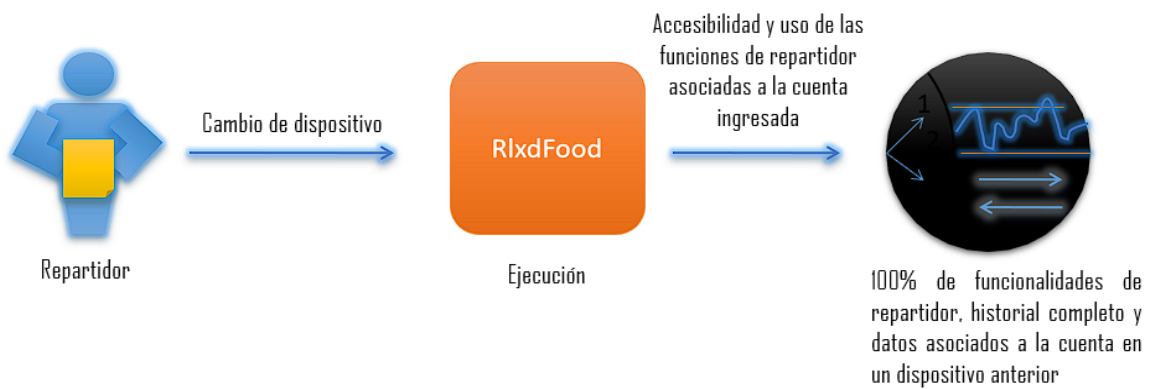 Repartidor
Cambio de dispositivo
RlxdFood
Ejecución
Accesibilidad y uso de las
funciones de repartidor
asociadas a la cuenta
ingresada
1
2
100% de funcionalidades de
repartidor, historial completo y
datos asociados a la cuenta en
un dispositivo anterior